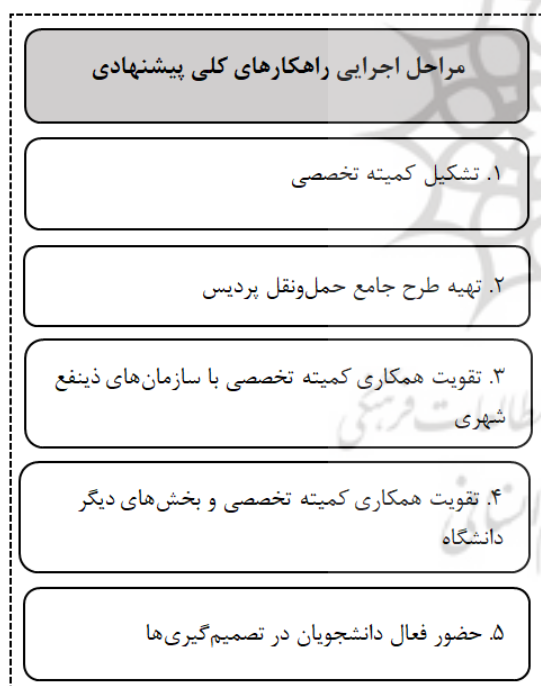 مراحل اجرایی راهکارهای کلی پیشنهادی
۱. تشکیل کمیته تخصصی
۲. تهیه طرح جامع حمل‌ونقل پردیس
۳. تقویت همکاری کمیته تخصصی با سازمان‌های ذینفع
شهری
۴. تقویت همکاری کمیته تخصصی و بخش‌های دیگر
دانشگاه
۵. حضور فعال دانشجویان در تصمیم‌گیری‌ها